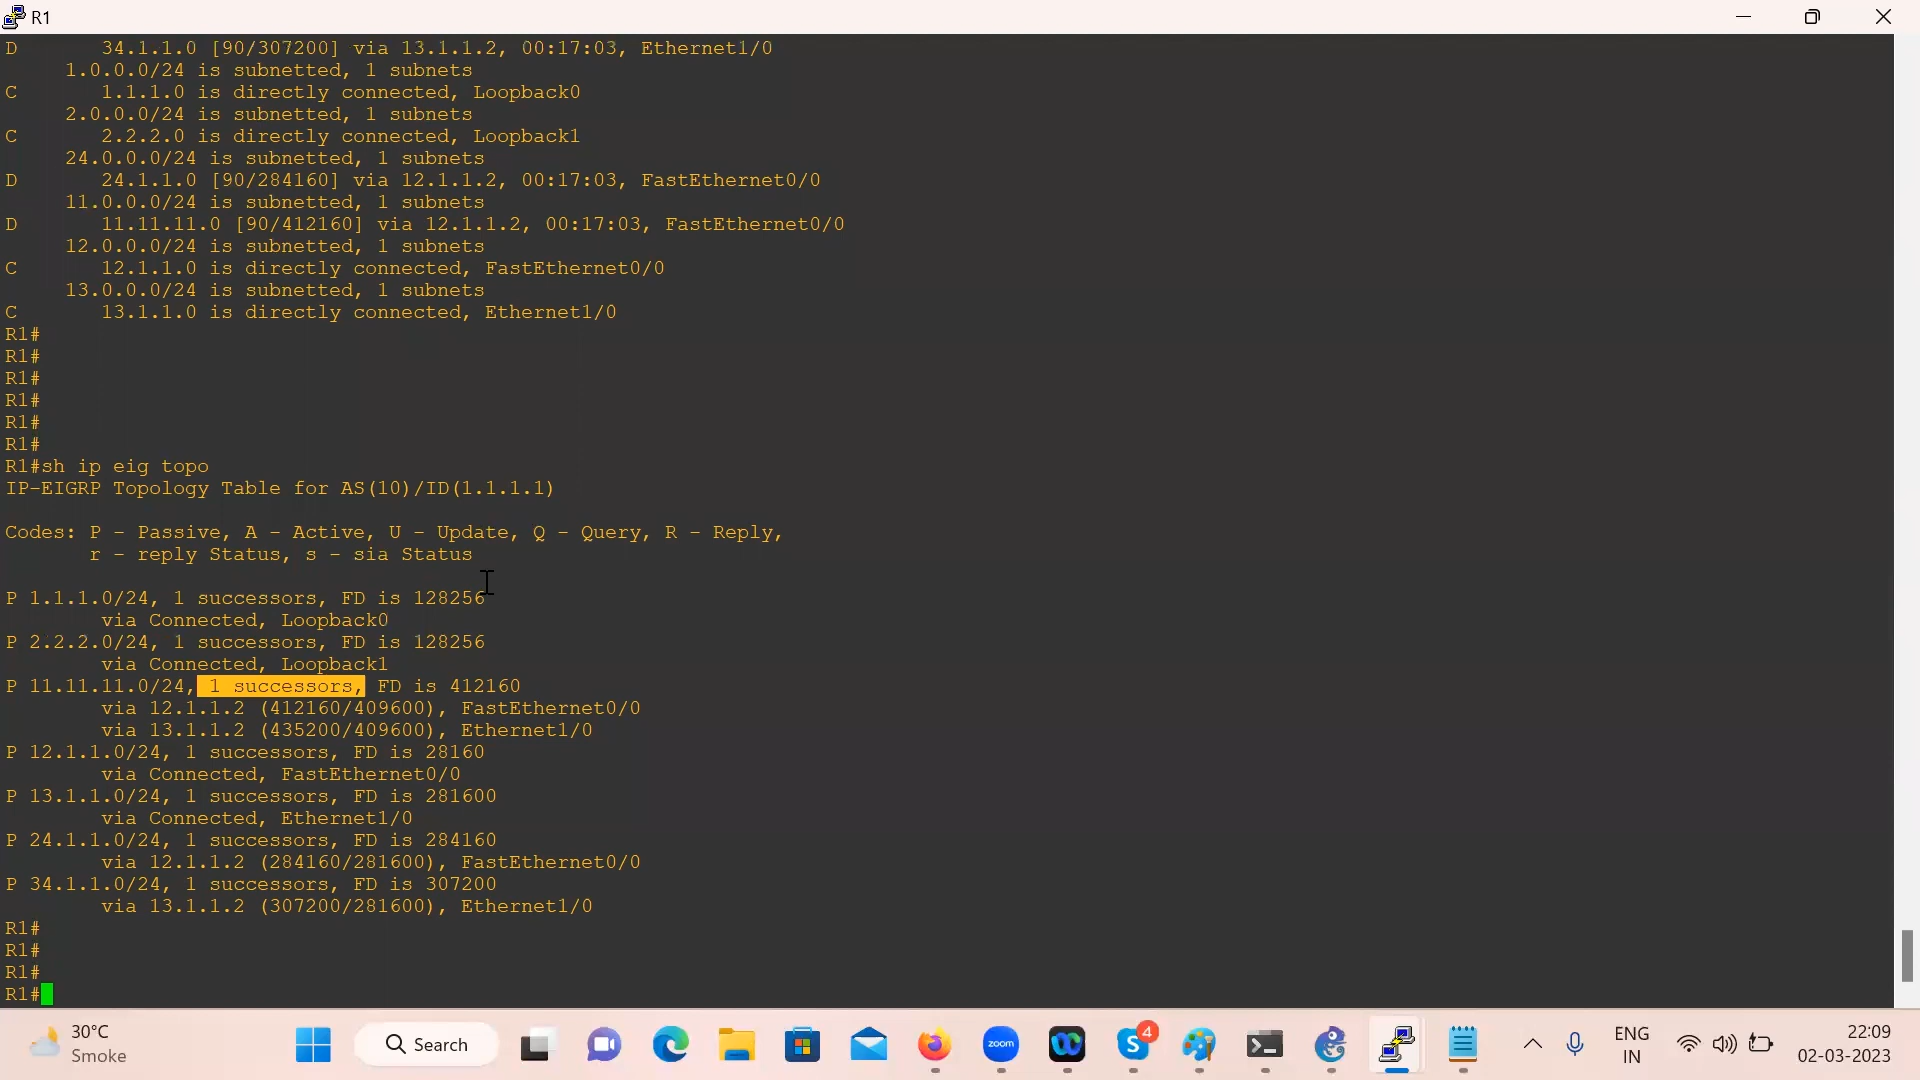 R1
D       34.1.1.0 [90/307200] via 13.1.1.2, 00:17:03, Ethernet1/0
     1.0.0.0/24 is subnetted, 1 subnets
C       1.1.1.0 is directly connected, Loopback0
     2.0.0.0/24 is subnetted, 1 subnets
C       2.2.2.0 is directly connected, Loopback1
     24.0.0.0/24 is subnetted, 1 subnets
D       24.1.1.0 [90/284160] via 12.1.1.2, 00:17:03, FastEthernet0/0
     11.0.0.0/24 is subnetted, 1 subnets
D       11.11.11.0 [90/412160] via 12.1.1.2, 00:17:03, FastEthernet0/0
     12.0.0.0/24 is subnetted, 1 subnets
C       12.1.1.0 is directly connected, FastEthernet0/0
     13.0.0.0/24 is subnetted, 1 subnets
C       13.1.1.0 is directly connected, Ethernet1/0
R1#
R1#
R1#
R1#
R1#
R1#
R1#sh ip eig topo
IP-EIGRP Topology Table for AS(10)/ID(1.1.1.1)
Codes: P - Passive, A - Active, U - Update, Q - Query, R - Reply,
       r - reply Status, s - sia Status
P 1.1.1.0/24, 1 successors, FD is 128256
        via Connected, Loopback0
P 2.2.2.0/24, 1 successors, FD is 128256
        via Connected, Loopback1
P 11.11.11.0/24, 1 successors, FD is 412160
        via 12.1.1.2 (412160/409600), FastEthernet0/0
        via 13.1.1.2 (435200/409600), Ethernet1/0
P 12.1.1.0/24, 1 successors, FD is 28160
        via Connected, FastEthernet0/0
P 13.1.1.0/24, 1 successors, FD is 281600
        via Connected, Ethernet1/0
P 24.1.1.0/24, 1 successors, FD is 284160
        via 12.1.1.2 (284160/281600), FastEthernet0/0
P 34.1.1.0/24, 1 successors, FD is 307200
        via 13.1.1.2 (307200/281600), Ethernet1/0
R1#
R1#
R1#
R1#
30°C
Smoke
Search
zoom
4
ENG
IN
22:09
02-03-2023